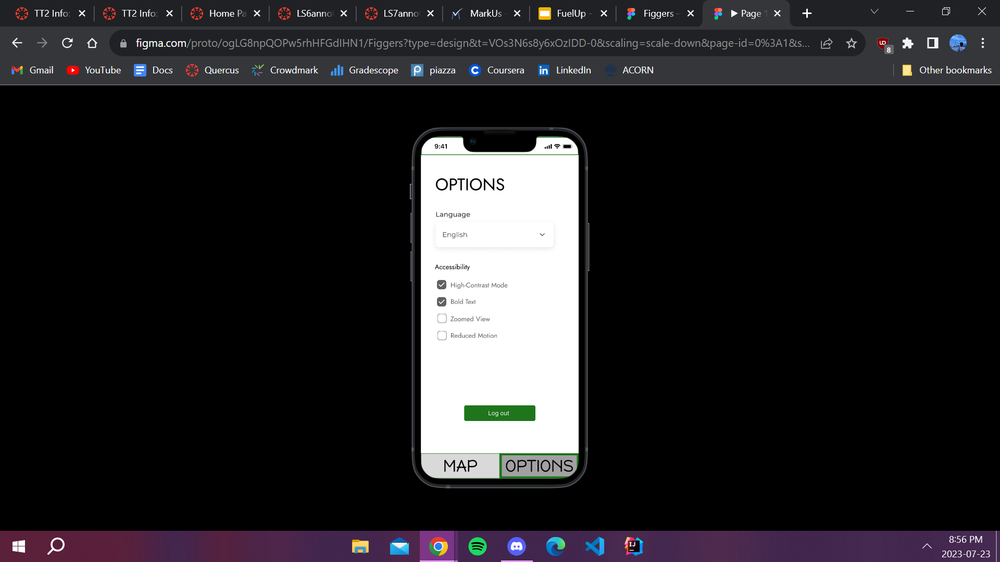 TT2 Info:
TT2 Info:
Home Pa
LS6anno
LS7anno
MarkUs -
FuelUp -
Figgers –
Page 1
figma.com/proto/ogLG8npQOPw5rhHFGdIHN1/Figgers?type=design&t=VOs3N6s8y6xOzIDD-0&scaling=scale-down&page-id=0%3A1&s...
8
Gmail
YouTube
Docs
Quercus
Crowdmark
Gradescope
piazza
Coursera
LinkedIn
ACORN
Other bookmarks
9:41
OPTIONS
Language
English
Accessibility
High-Contrast Mode
Bold Text
Zoomed View
Reduced Motion
Log out
MAP
OPTIONS
8:56 PM
2023-07-23